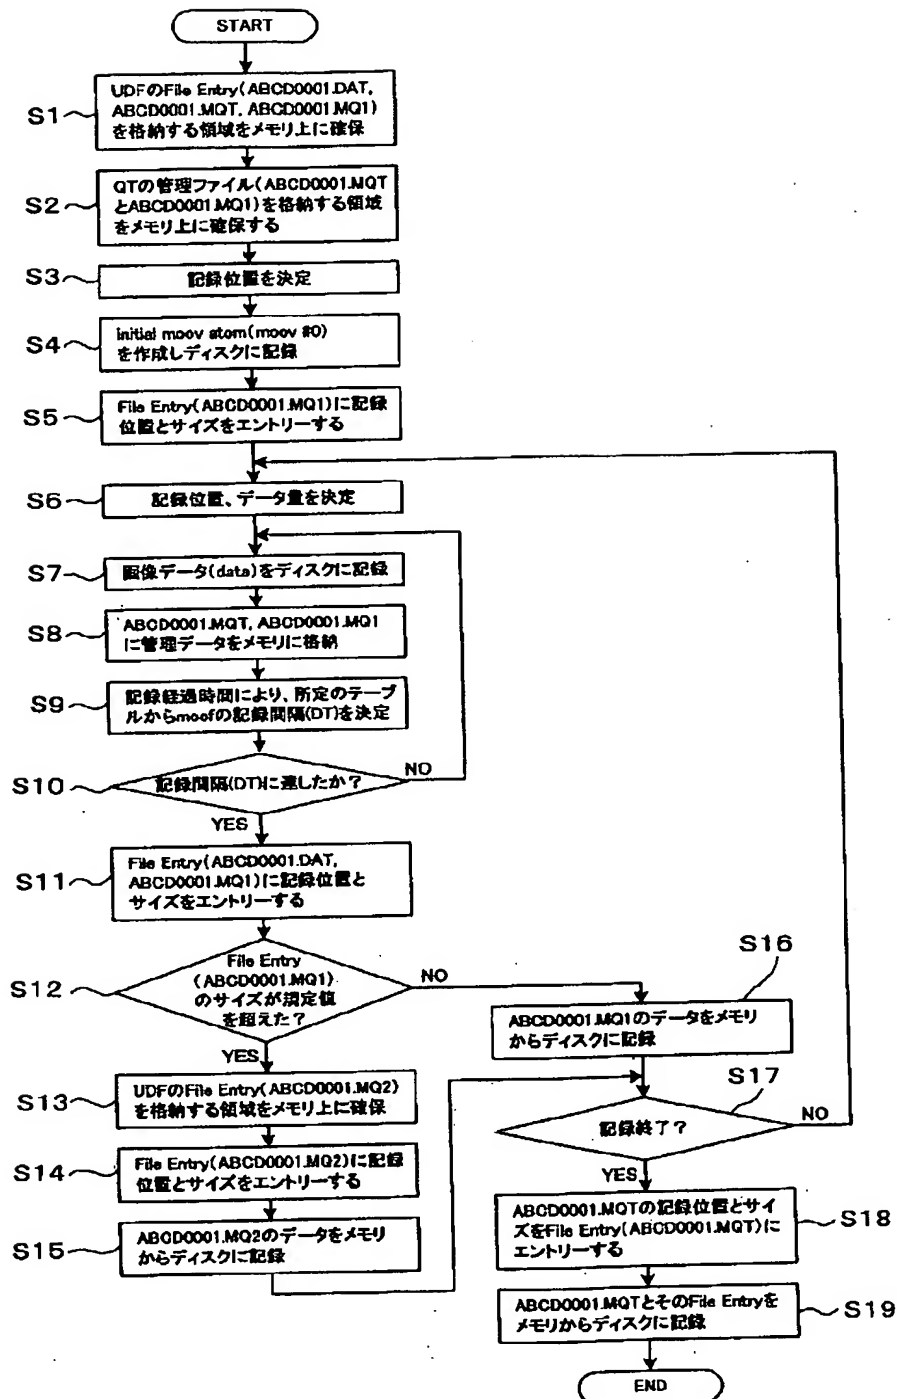 START
S1
UDFのFile Entry(ABCD0001.DAT,
ABCD0001.MQT, ABCD0001.MQ1)
を格納する領域をメモリ上に確保
S2
QTの管理ファイル(ABCD0001.MQT
とABCD0001.MQ1)を格納する領域
をメモリ上に確保する
S3
記録位置を決定
S4
initial moov atom(moov #0)
を作成しディスクに記録
S5
File Entry(ABCD0001.MQ1)に記録
位置とサイズをエントリーする
S6
記録位置、データ量を決定
S7
画像データ(data)をディスクに記録
S8
ABCD0001.MQT, ABCD0001.MQ1
に管理データをメモリに格納
S9
記録経過時間により、所定のテーブ
ルからmoofの記録間隔(DT)を決定
S10
記録間隔(DT)に達したか？
NO
YES
S11
File Entry(ABCD0001.DAT,
ABCD0001.MQ1)に記録位置と
サイズをエントリーする
S12
File Entry
(ABCD0001.MQ1)
のサイズが規定値
を超えた？
NO
YES
S13
UDFのFile Entry(ABCD0001.MQ2)
を格納する領域をメモリ上に確保
S14
File Entry(ABCD0001.MQ2)に記録
位置とサイズをエントリーする
S15
ABCD0001.MQ2のデータをメモリ
からディスクに記録
S16
ABCD0001.MQ1のデータをメモリ
からディスクに記録
S17
記録終了？
NO
YES
S18
ABCD0001.MQTの記録位置とサイ
ズをFile Entry(ABCD0001.MQT)に
エントリーする
S19
ABCD0001.MQTとそのFile Entryを
メモリからディスクに記録
END